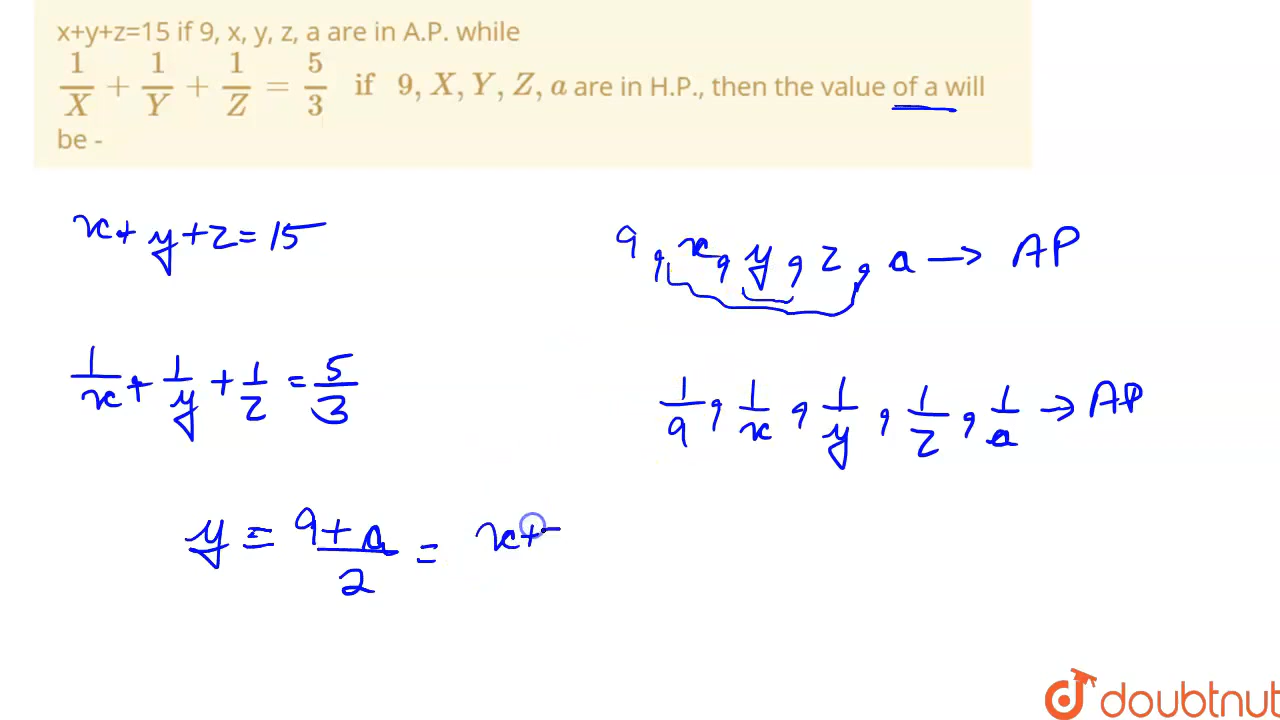 x+y+z=15 if 9, x, y, z, a are in A.P. while
1/X + 1/Y + 1/Z = 5/3 if 9, X, Y, Z, a are in H.P., then the value of a will
be -
x+y+z=15
9, x, y, z, a → AP
1/x + 1/y + 1/z = 5/3
1/9, 1/x, 1/y, 1/z, 1/a → AP
y = 9+a/2 = x+
doubtnut